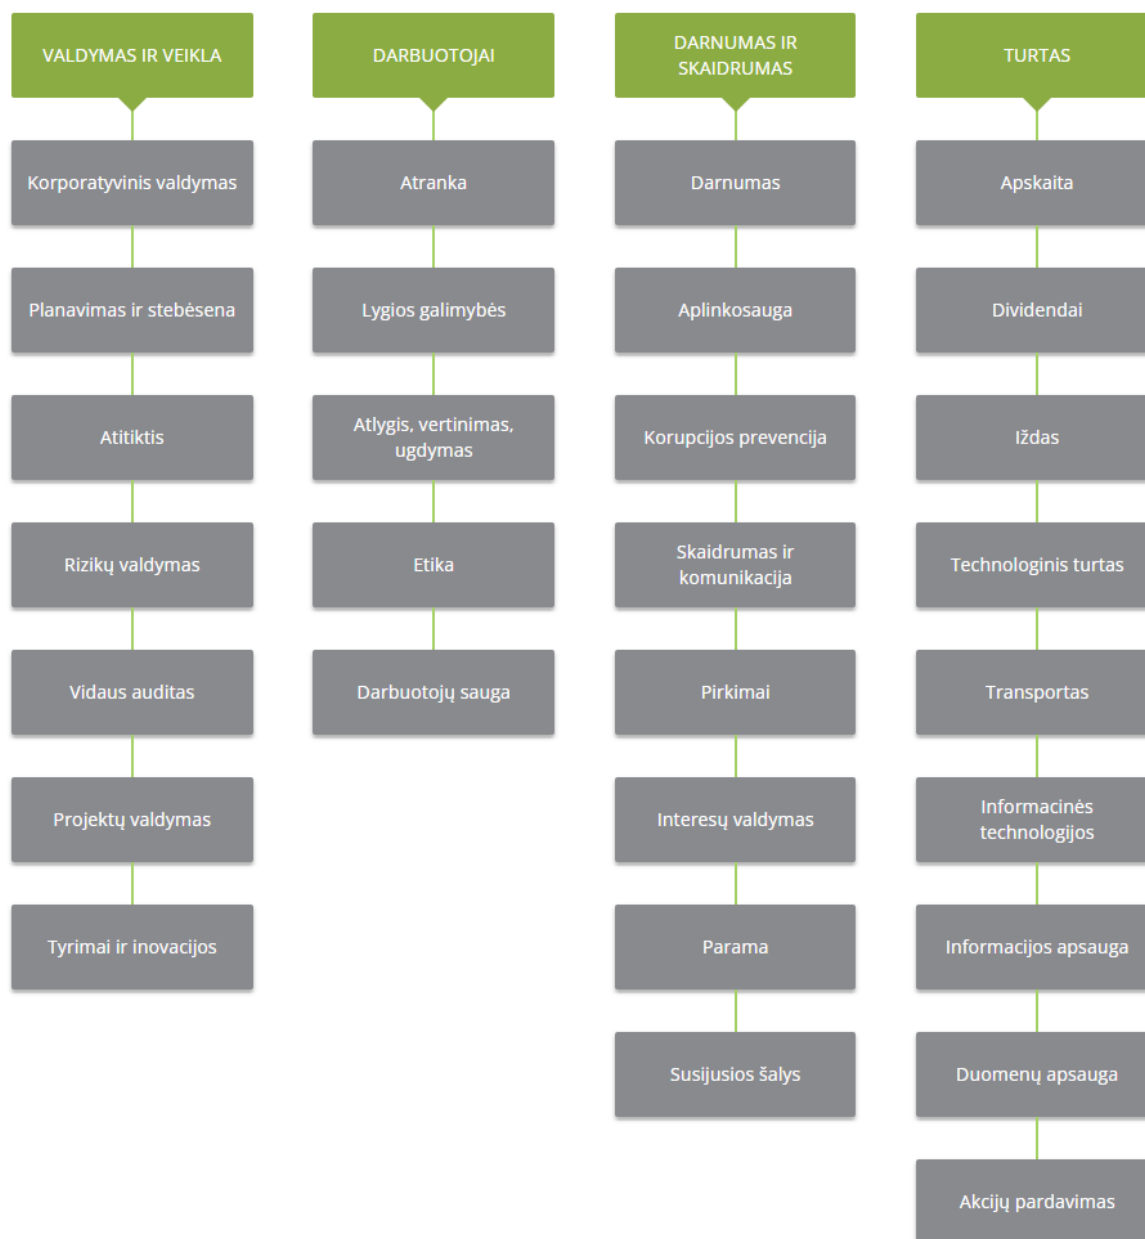 VALDYMAS IR VEIKLA
Korporatyvinis valdymas
Planavimas ir stebėsena
Atitiktis
Rizikų valdymas
Vidaus auditas
Projektų valdymas
Tyrimai ir inovacijos
DARBUOTOJAI
Atranka
Lygios galimybės
Atlygis, vertinimas,
ugdymas
Etika
Darbuotojų sauga
DARNUMAS IR
SKAIDRUMAS
Darnumas
Aplinkosauga
Korupcijos prevencija
Skaidrumas ir
komunikacija
Pirkimai
Interesų valdymas
Parama
Susijusios šalys
TURTAS
Apskaita
Dividendai
Iždas
Technologinis turtas
Transportas
Informacinės
technologijos
Informacijos apsauga
Duomenų apsauga
Akcijų pardavimas